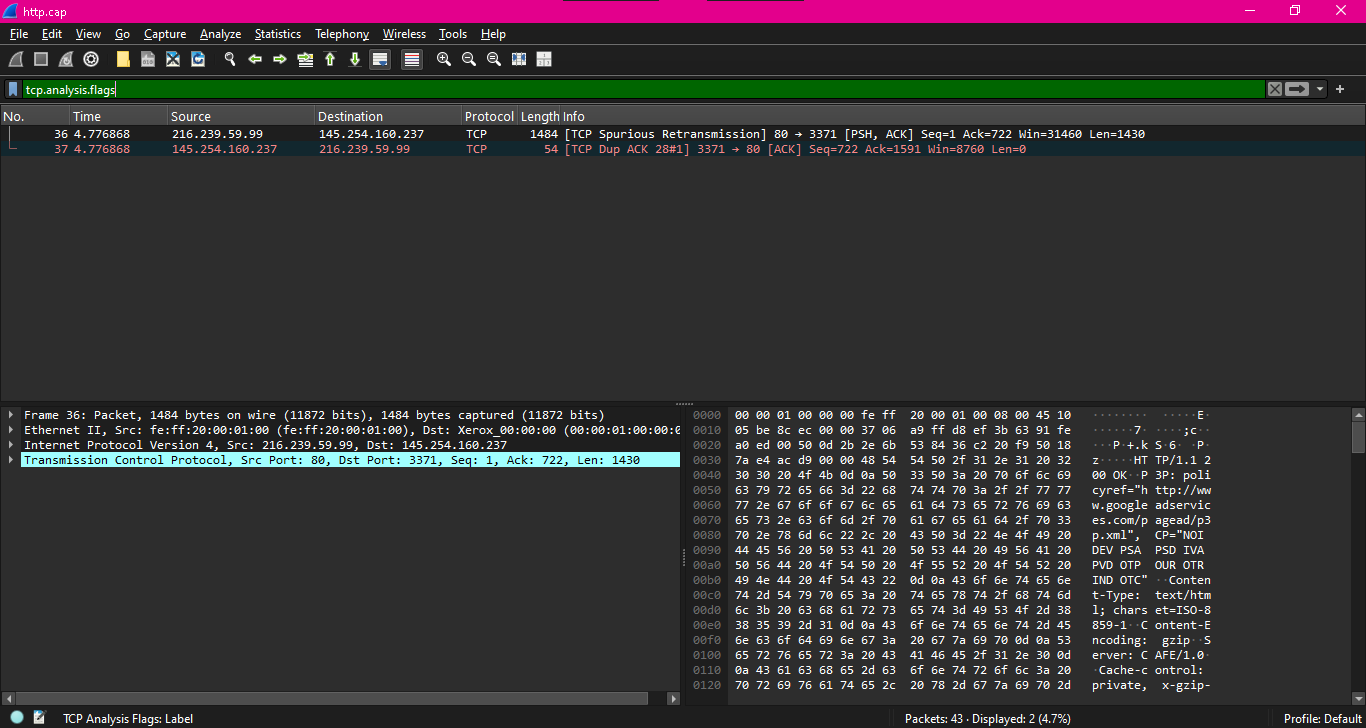 http.cap
File Edit View Go Capture Analyze Statistics Telephony Wireless Tools Help
tcp.analysis.flags
No. Time Source Destination Protocol Length Info
36 4.776868 216.239.59.99 145.254.160.237 TCP 1484 [TCP Spurious Retransmission] 80 → 3371 [PSH, ACK] Seq=1 Ack=722 Win=31460 Len=1430
37 4.776868 145.254.160.237 216.239.59.99 TCP 54 [TCP Dup ACK 28#1] 3371 → 80 [ACK] Seq=722 Ack=1591 Win=8760 Len=0
Frame 36: Packet, 1484 bytes on wire (11872 bits), 1484 bytes captured (11872 bits)
Ethernet II, Src: fe:ff:20:00:01:00 (fe:ff:20:00:01:00), Dst: Xerox_00:00:00 (00:00:01:00:00:0
Internet Protocol Version 4, Src: 216.239.59.99, Dst: 145.254.160.237
Transmission Control Protocol, Src Port: 80, Dst Port: 3371, Seq: 1, Ack: 722, Len: 1430
0000 00 00 01 00 00 00 fe ff 20 00 01 00 08 00 45 10 ········ ·····E·
0010 05 be 8c ec 00 00 37 06 a9 ff d8 ef 3b 63 91 fe ······7· ····;c··
0020 a0 ed 00 50 0d 2b 2e 6b 53 84 36 c2 20 f9 50 18 ···P·+.k S·6· ·P·
0030 7a e4 ac d9 00 00 48 54 54 50 2f 31 2e 31 20 32 z·····HT TP/1.1 2
0040 30 30 20 4f 4b 0d 0a 50 33 50 3a 20 70 6f 6c 69 00 OK··P 3P: poli
0050 63 79 72 65 66 3d 22 68 74 74 70 3a 2f 2f 77 77 cyref="h ttp://ww
0060 77 2e 67 6f 6f 67 6c 65 61 64 73 65 72 76 69 63 w.google adservic
0070 65 73 2e 63 6f 6d 2f 70 61 67 65 61 64 2f 70 33 es.com/p agead/p3
0080 70 2e 78 6d 6c 22 2c 20 43 50 3d 22 4e 4f 49 20 p.xml", CP="NOI
0090 44 45 56 20 50 53 41 20 50 53 44 20 49 56 41 20 DEV PSA PSD IVA
00a0 50 56 44 20 4f 54 50 20 4f 55 52 20 4f 54 52 20 PVD OTP OUR OTR
00b0 49 4e 44 20 4f 54 43 22 0d 0a 43 6f 6e 74 65 6e IND OTC" ··Conten
00c0 74 2d 54 79 70 65 3a 20 74 65 78 74 2f 68 74 6d t-Type: text/htm
00d0 6c 3b 20 63 68 61 72 73 65 74 3d 49 53 4f 2d 38 l; chars et=ISO-8
00e0 38 35 39 2d 31 0d 0a 43 6f 6e 74 65 6e 74 2d 45 859-1··C ontent-E
00f0 6e 63 6f 64 69 6e 67 3a 20 67 7a 69 70 0d 0a 53 ncoding: gzip··S
0100 65 72 76 65 72 3a 20 43 41 46 45 2f 31 2e 30 0d erver: C AFE/1.0·
0110 0a 43 61 63 68 65 2d 63 6f 6e 74 72 6f 6c 3a 20 ·Cache-c ontrol:
0120 70 72 69 76 61 74 65 2c 20 78 2d 67 7a 69 70 2d private, x-gzip-
TCP Analysis Flags: Label Packets: 43 · Displayed: 2 (4.7%) Profile: Default